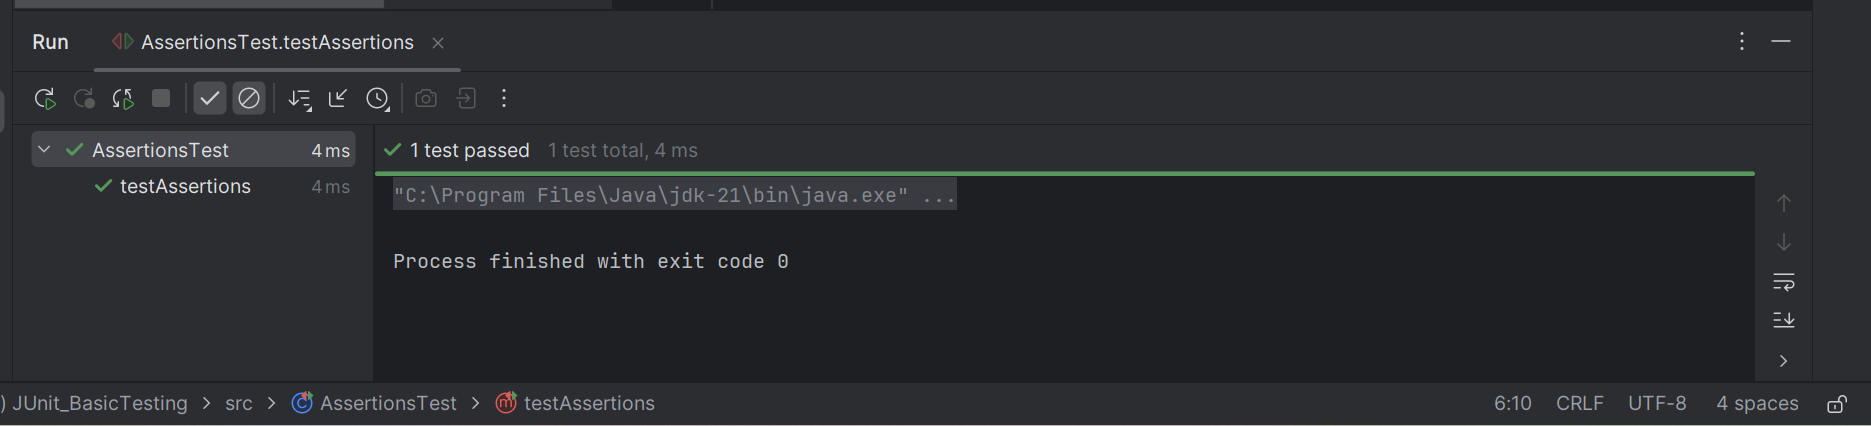 Run AssertionsTest.testAssertions
AssertionsTest 4 ms
testAssertions 4 ms
1 test passed 1 test total, 4 ms
"C:\Program Files\Java\jdk-21\bin\java.exe" ...
Process finished with exit code 0
) JUnit_BasicTesting > src > AssertionsTest > testAssertions 6:10 CRLF UTF-8 4 spaces